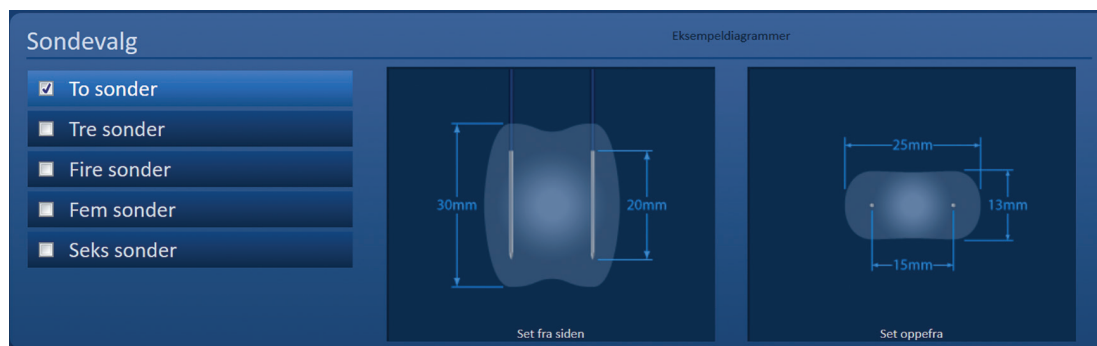 Sondevalg
Eksempeldiagrammer
To sonder
Tre sonder
Fire sonder
Fem sonder
Seks sonder
30mm
20mm
Set fra siden
25mm
13mm
15mm
Set oppefra